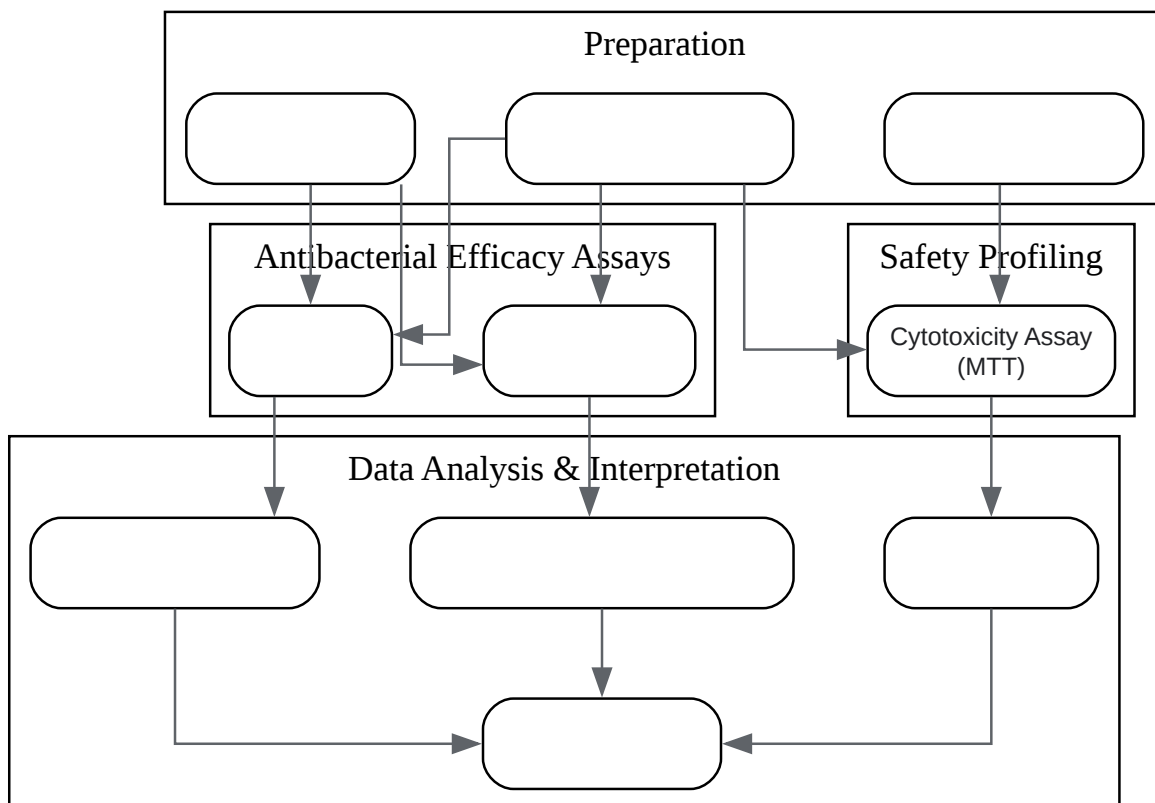 Preparation
Antibacterial Efficacy Assays
Safety Profiling
Cytotoxicity Assay
(MTT)
Data Analysis & Interpretation